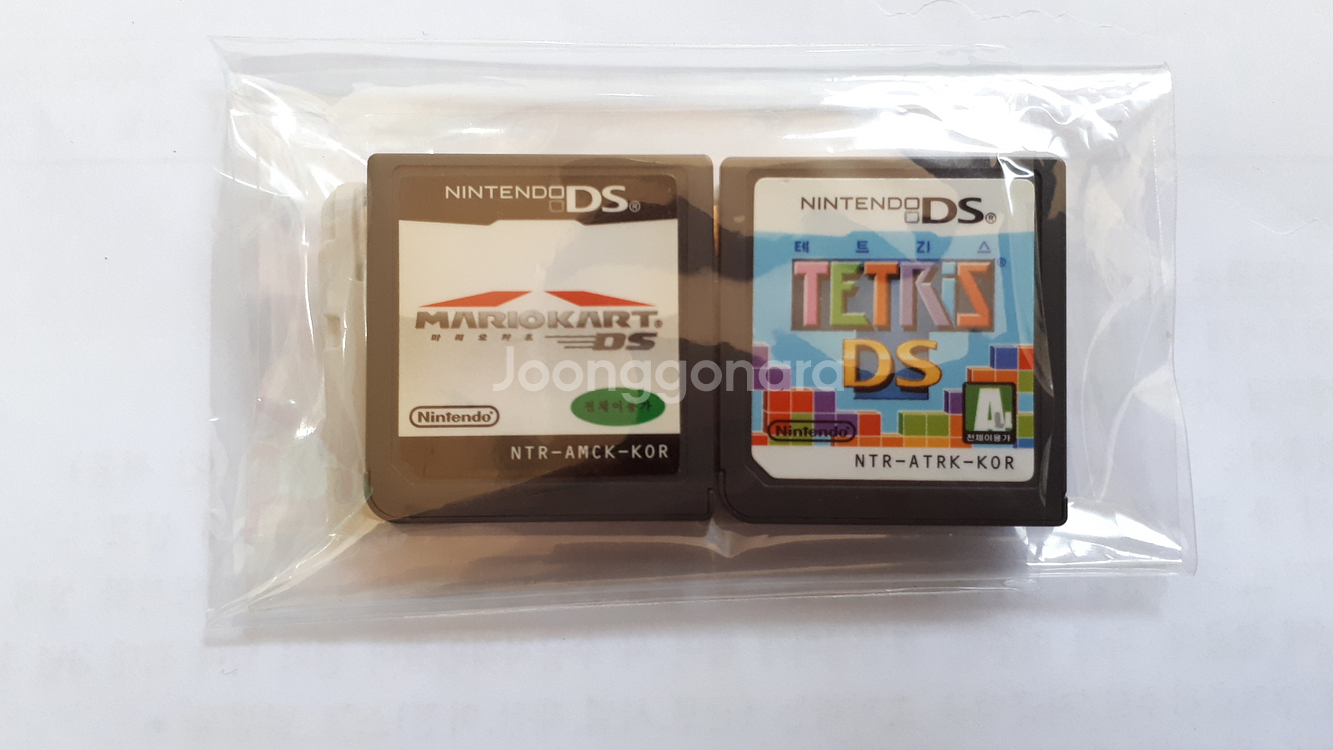 NINTENDO DS®
MARIOKART®
마리오카트 DS
Nintendo®
전체이용가
NTR-AMCK-KOR
NINTENDO DS®
테트리스
TETRIS®
DS
Nintendo®
A
전체이용가
NTR-ATRK-KOR
Joonggonara